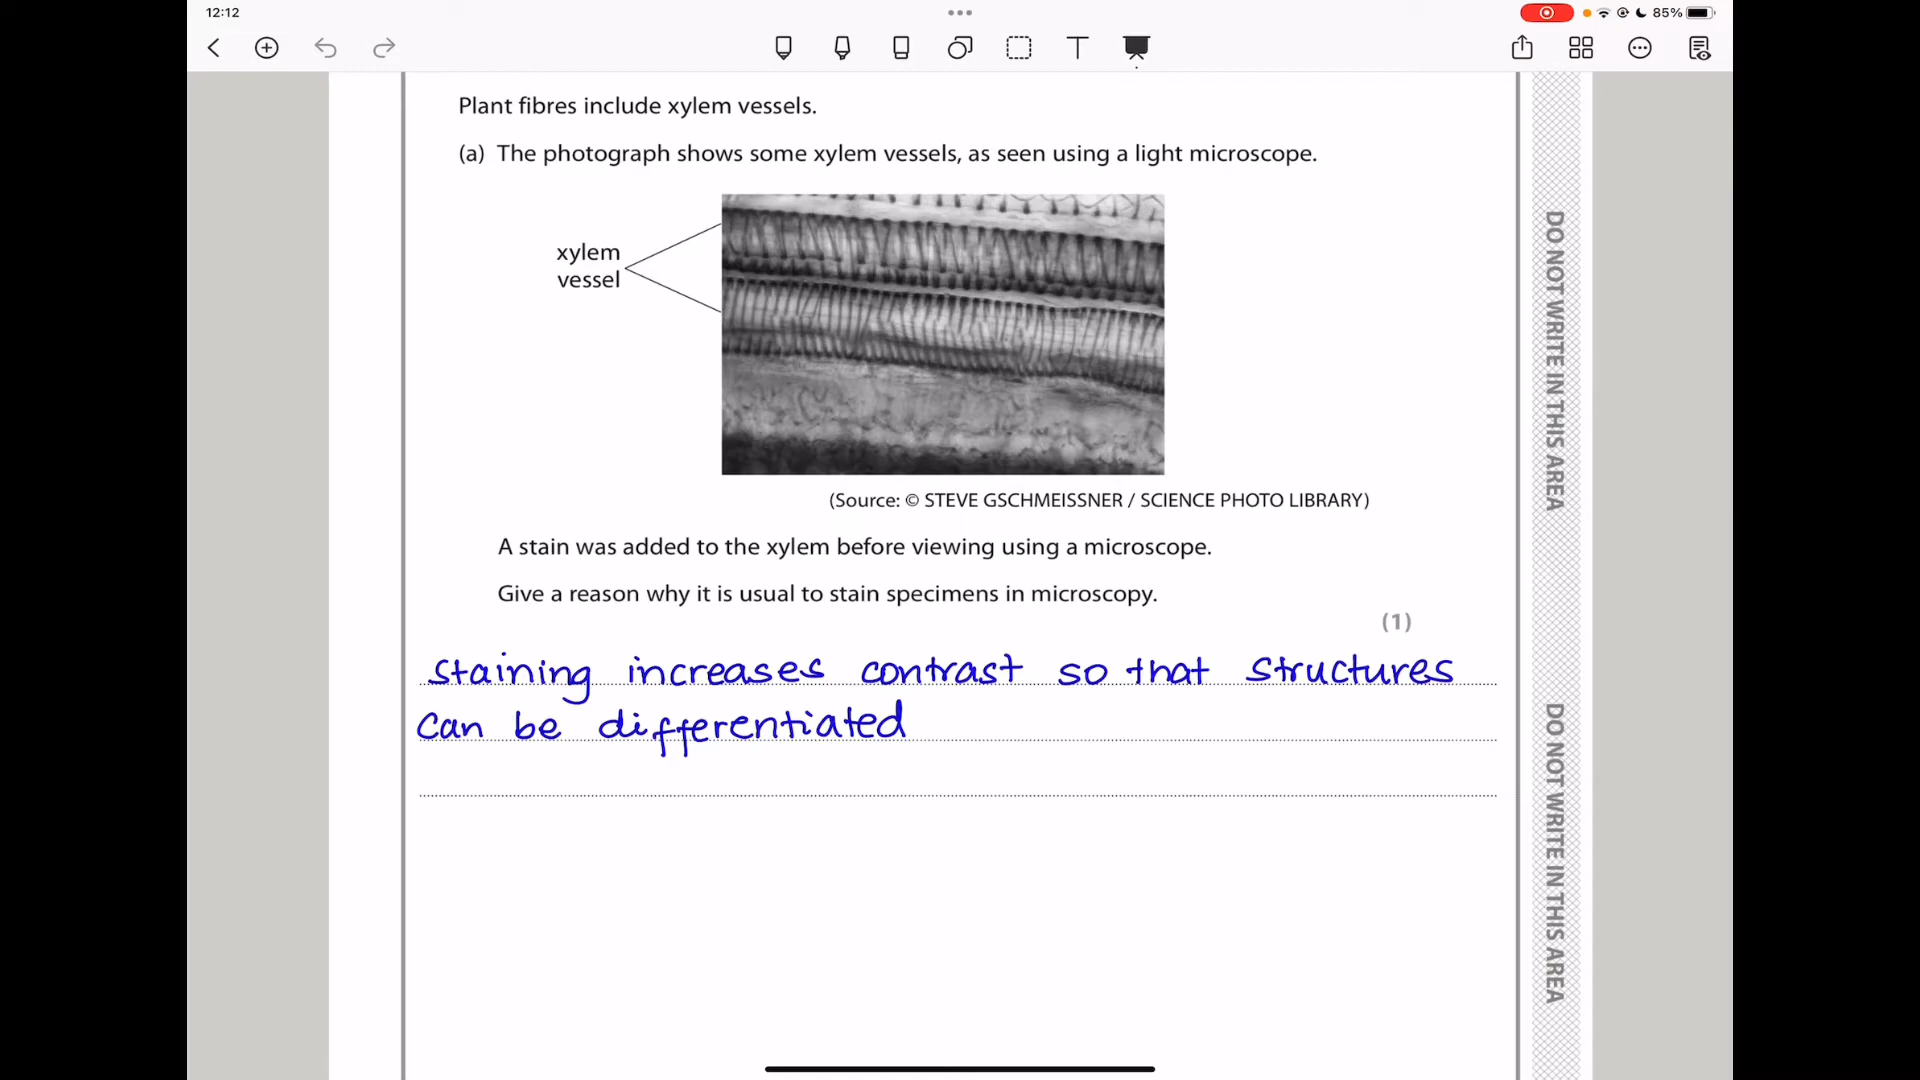 12:12
85%
Plant fibres include xylem vessels.
(a) The photograph shows some xylem vessels, as seen using a light microscope.
xylem
vessel
(Source: © STEVE GSCHMEISSNER / SCIENCE PHOTO LIBRARY)
A stain was added to the xylem before viewing using a microscope.
Give a reason why it is usual to stain specimens in microscopy.
(1)
staining increases contrast so that structures
can be differentiated
DO NOT WRITE IN THIS AREA
DO NOT WRITE IN THIS AREA